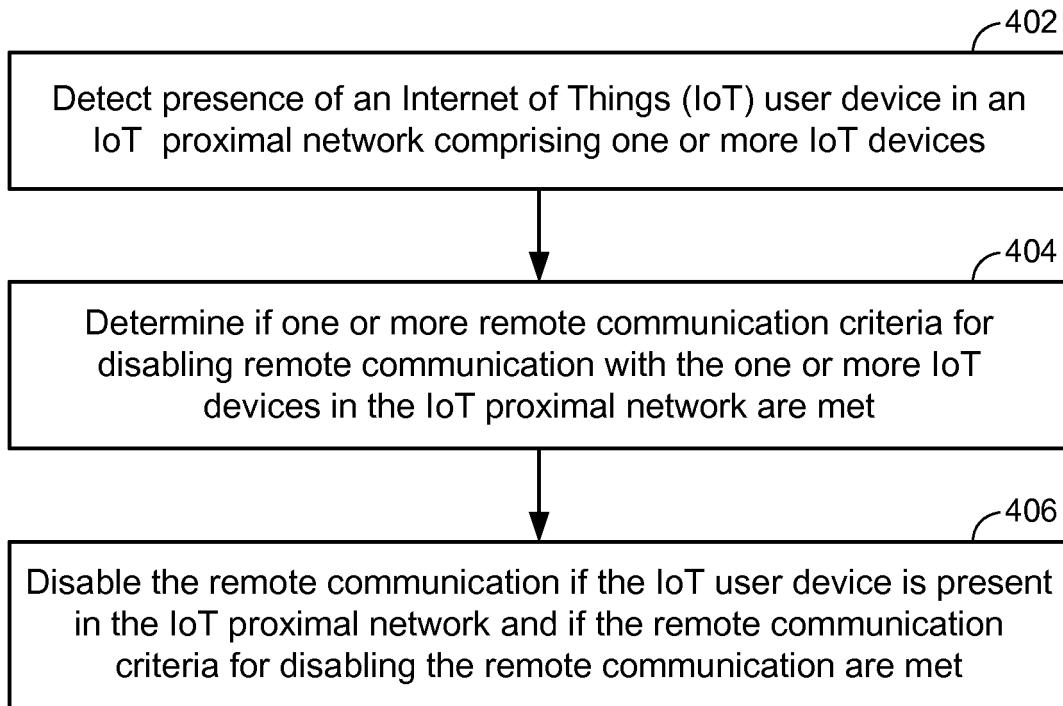 402
Detect presence of an Internet of Things (IoT) user device in an
IoT proximal network comprising one or more IoT devices
404
Determine if one or more remote communication criteria for
disabling remote communication with the one or more IoT
devices in the IoT proximal network are met
406
Disable the remote communication if the IoT user device is present
in the IoT proximal network and if the remote communication
criteria for disabling the remote communication are met